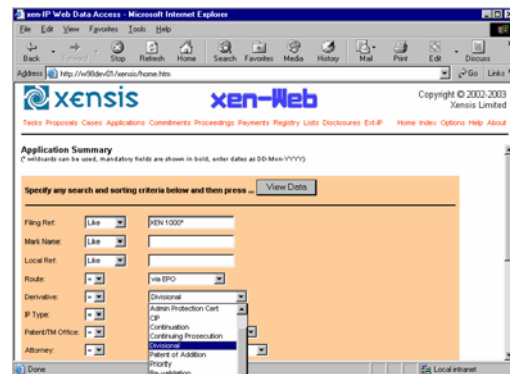 xen-IP Web Data Access - Microsoft Internet Explorer
File Edit View Favorites Tools Help
Back Forward Stop Refresh Home Search Favorites Media History Mail Print Edit Discuss
Address http://w98dev01/xensis/home.htm Go Links
xensis xen-Web Copyright © 2002-2003
Xensis Limited
Tasks Proposals Cases Applications Commitments Proceedings Payments Registry Lists Disclosures Ext-IP Home Index Options Help About
Application Summary
(* wildcards can be used, mandatory fields are shown in bold, enter dates as DD-Mon-YYYY)
Specify any search and sorting criteria below and then press ... View Data
Filing Ref: Like XEN 1000*
Mark Name: Like
Local Ref: Like
Route: = via EPO
Derivative: = Divisional
Admin Protection Cert
IP Type: = CIP
Continuation
Continuing Prosecution
Patent/TM Office: = Divisional
Patent of Addition
Attorney: = Priority
Re-validation
Done Local intranet